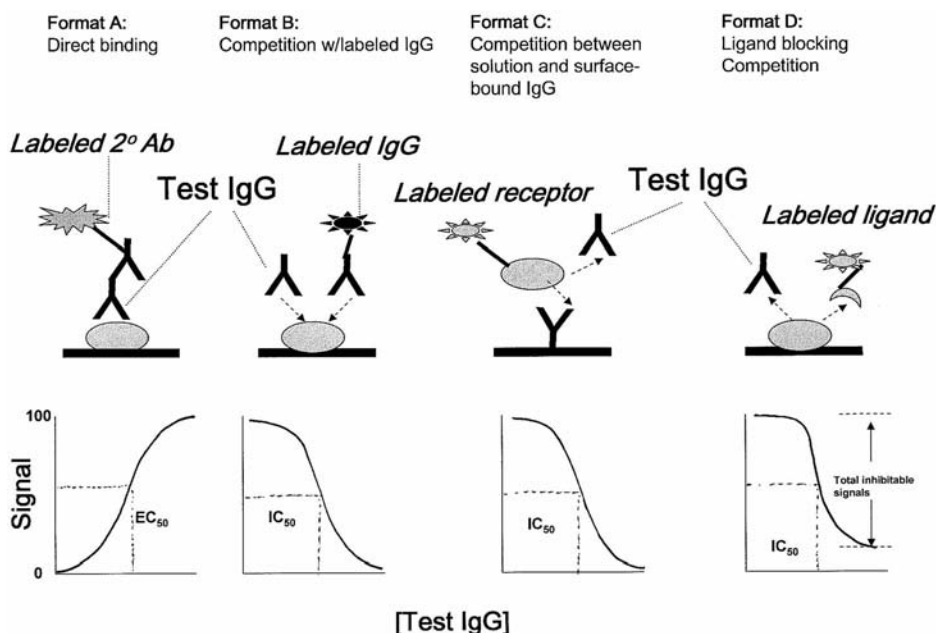 Format A:
Direct binding
Format B:
Competition w/labeled IgG
Format C:
Competition between
solution and surface-
bound IgG
Format D:
Ligand blocking
Competition
Labeled 2º Ab
Labeled IgG
Test IgG
Labeled receptor
Test IgG
Labeled ligand
100
Signal
0
EC50
IC50
IC50
IC50
Total inhibitable
signals
[Test IgG]